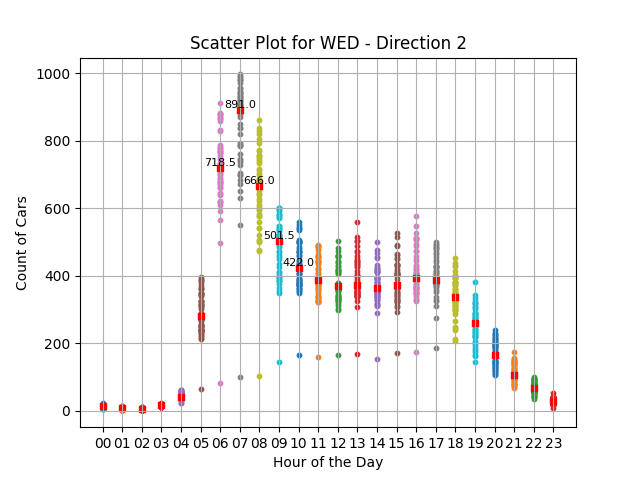 Scatter Plot for WED - Direction 2
Count of Cars
1000
800
600
400
200
0
891.0
718.5
666.0
501.5
422.0
00 01 02 03 04 05 06 07 08 09 10 11 12 13 14 15 16 17 18 19 20 21 22 23
Hour of the Day